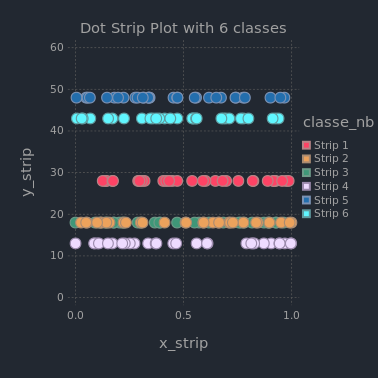 Dot Strip Plot with 6 classes
60
50
40
30
20
10
0
y_strip
0.0
0.5
1.0
x_strip
classe_nb
Strip 1
Strip 2
Strip 3
Strip 4
Strip 5
Strip 6